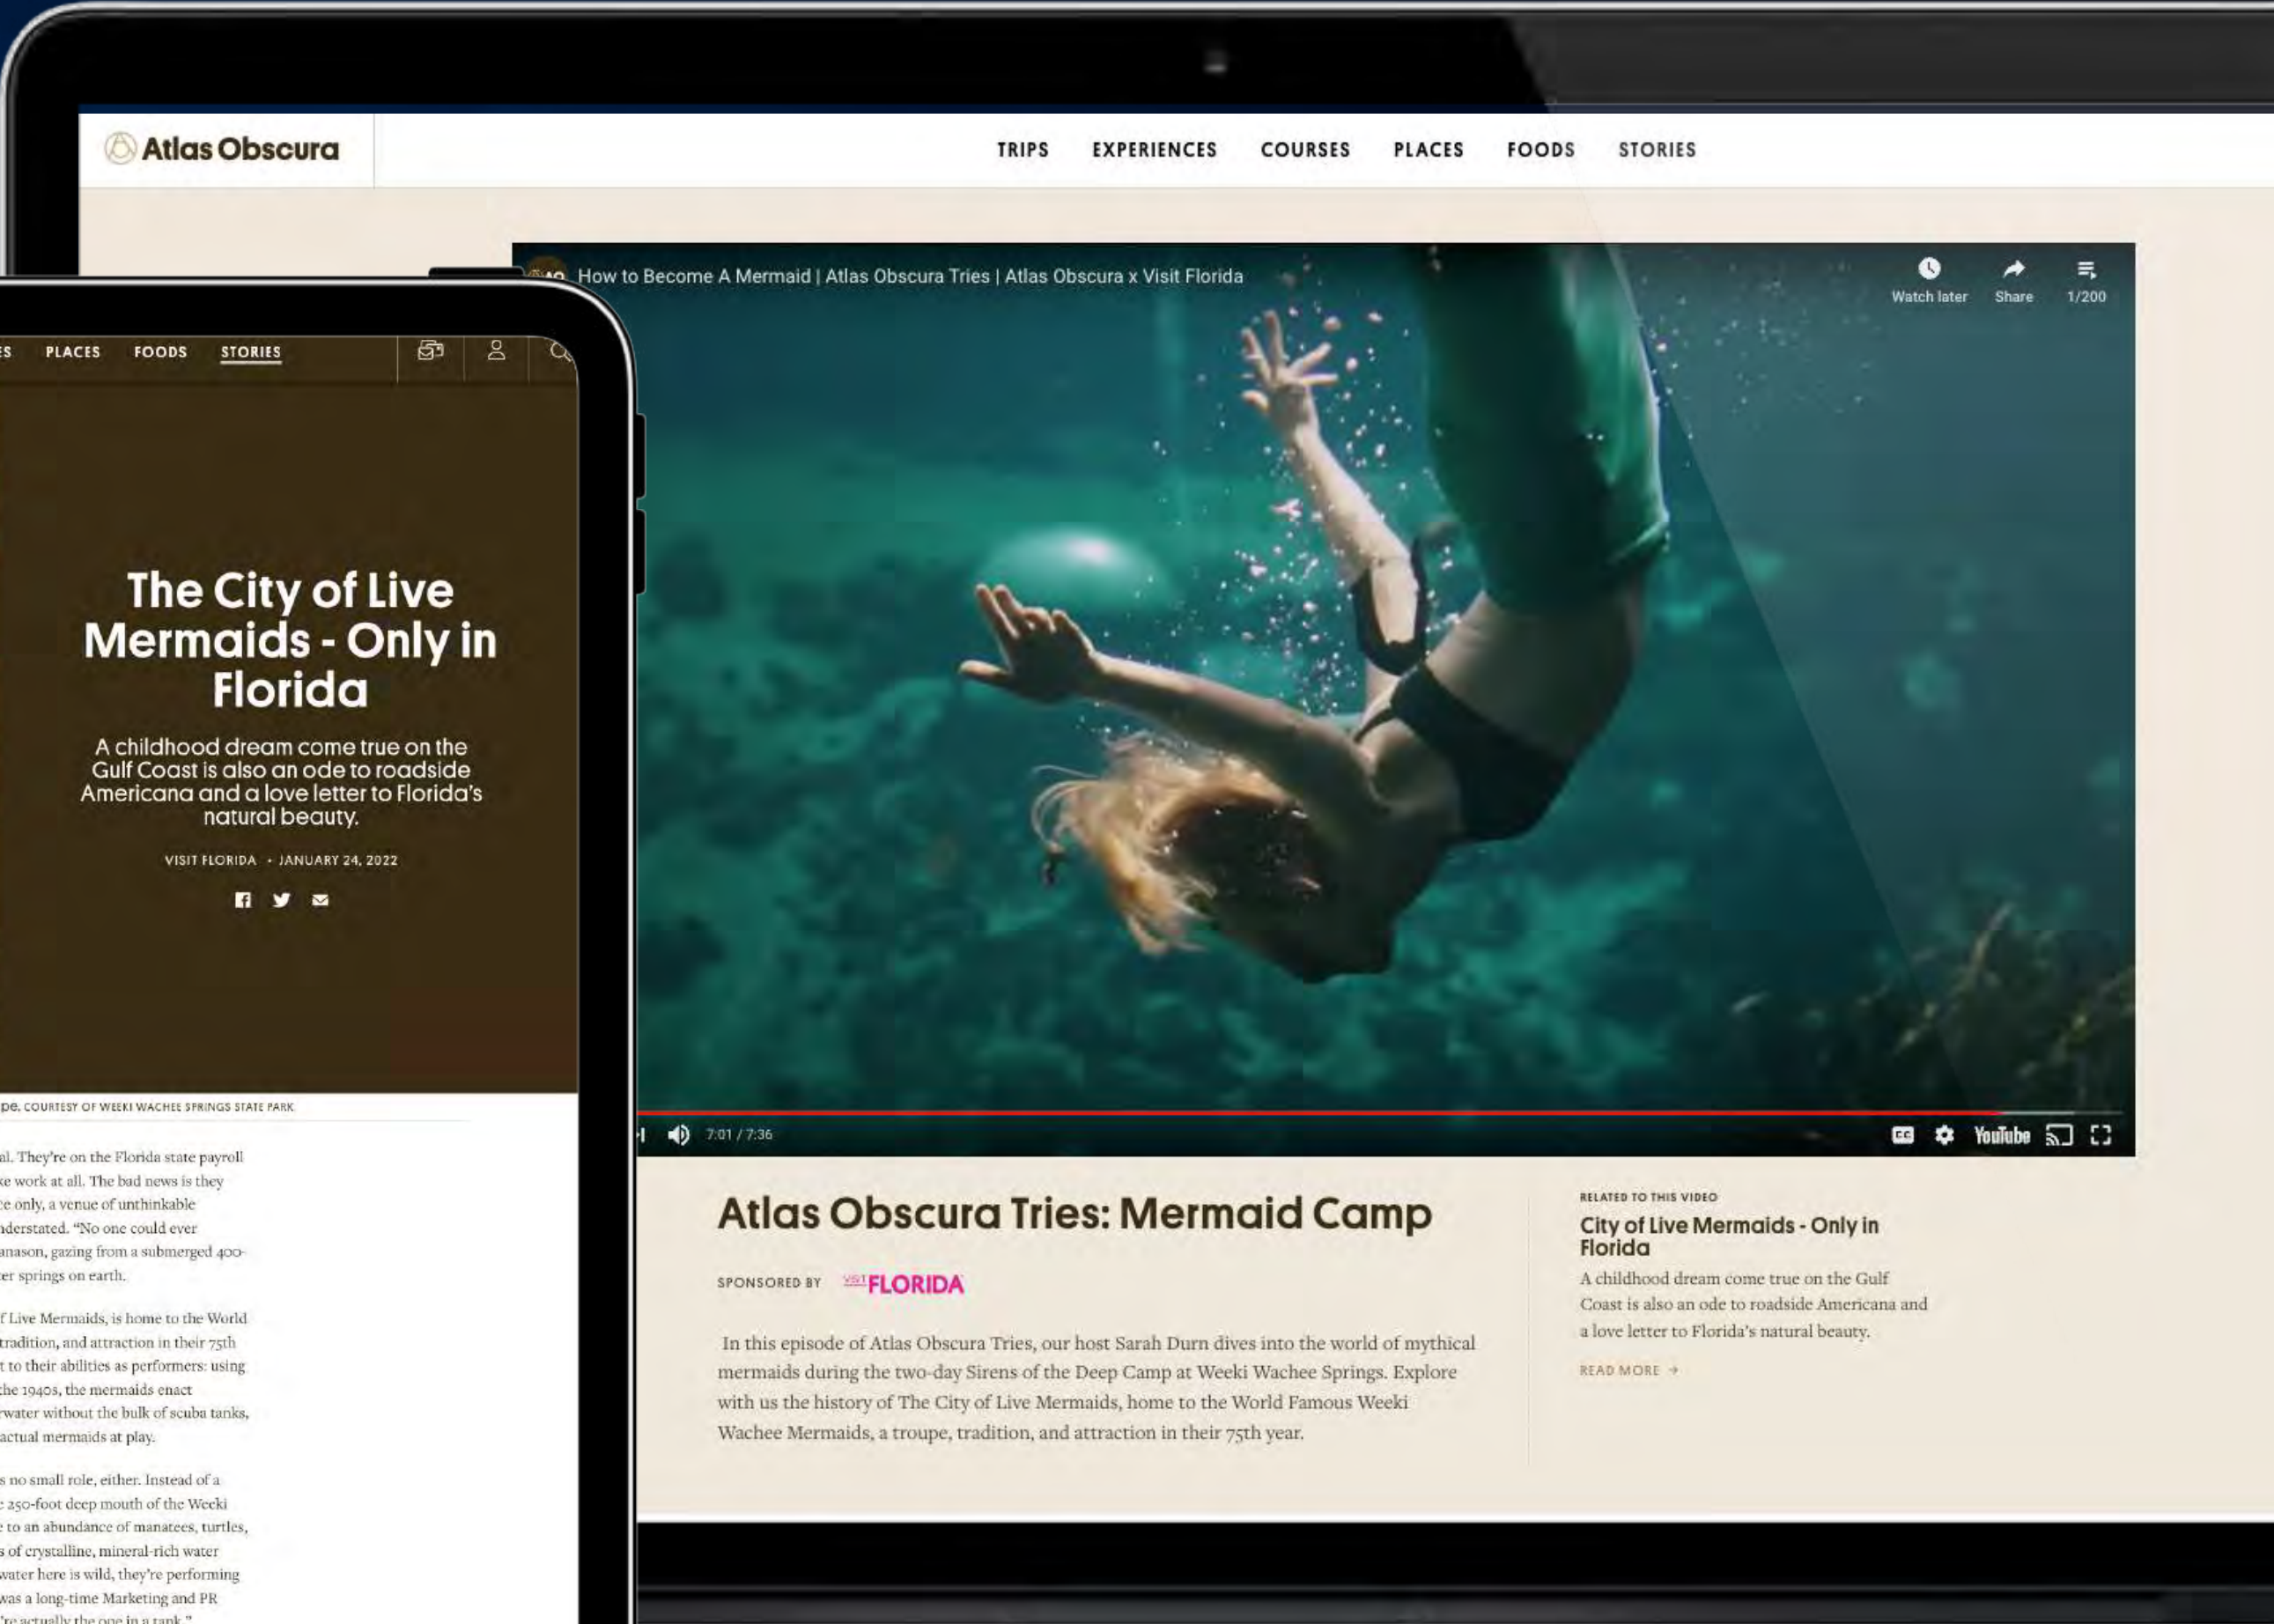 Atlas Obscura
TRIPS EXPERIENCES COURSES PLACES FOODS STORIES
How to Become A Mermaid | Atlas Obscura Tries | Atlas Obscura x Visit Florida
Watch later Share 1/200
7:01 / 7:36
CC YouTube
Atlas Obscura Tries: Mermaid Camp
SPONSORED BY VISIT FLORIDA
In this episode of Atlas Obscura Tries, our host Sarah Durn dives into the world of mythical
mermaids during the two-day Sirens of the Deep Camp at Weeki Wachee Springs. Explore
with us the history of The City of Live Mermaids, home to the World Famous Weeki
Wachee Mermaids, a troupe, tradition, and attraction in their 75th year.
RELATED TO THIS VIDEO
City of Live Mermaids - Only in
Florida
A childhood dream come true on the Gulf
Coast is also an ode to roadside Americana and
a love letter to Florida's natural beauty.
READ MORE →
PLACES FOODS STORIES
The City of Live
Mermaids - Only in
Florida
A childhood dream come true on the
Gulf Coast is also an ode to roadside
Americana and a love letter to Florida's
natural beauty.
VISIT FLORIDA • JANUARY 24, 2022
COURTESY OF WEEKI WACHEE SPRINGS STATE PARK
They're on the Florida state payroll
work at all. The bad news is they
only, a venue of unthinkable
"No one could ever
gazing from a submerged 400-
springs on earth.
Live Mermaids, is home to the World
tradition, and attraction in their 75th
to their abilities as performers: using
the 1940s, the mermaids enact
without the bulk of scuba tanks,
actual mermaids at play.
no small role, either. Instead of a
250-foot deep mouth of the Weeki
to an abundance of manatees, turtles,
of crystalline, mineral-rich water
water here is wild, they're performing
was a long-time Marketing and PR
actually the one in a tank."